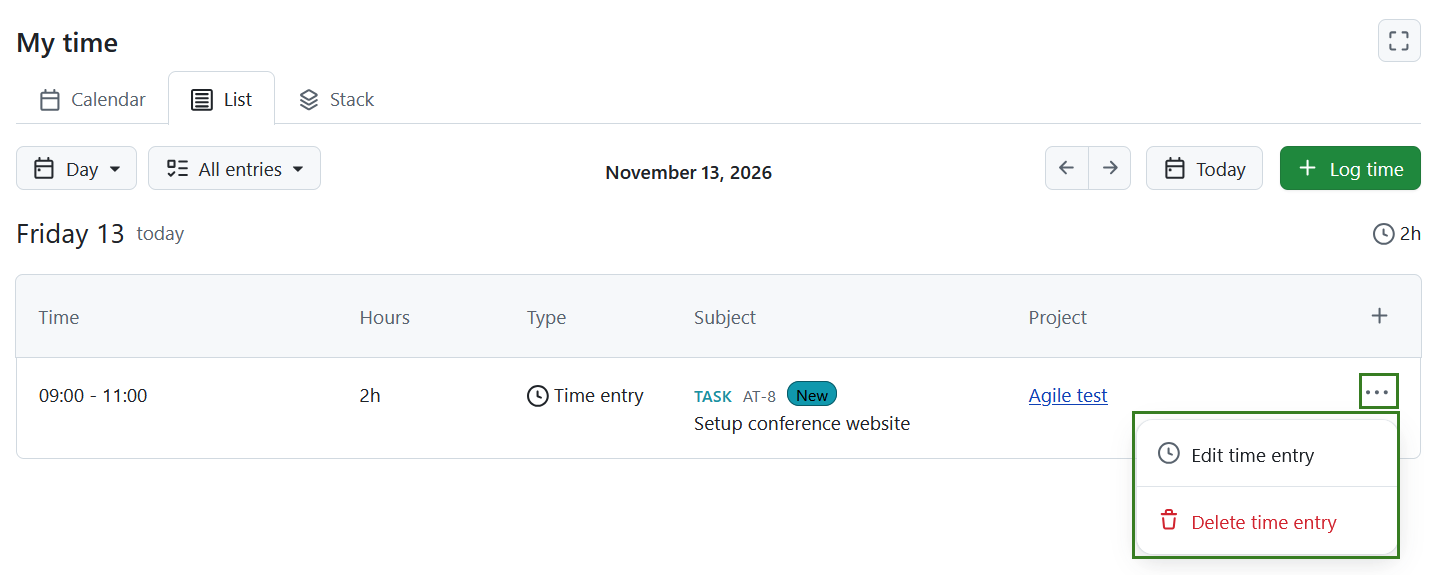 My time
Calendar List Stack
Day All entries November 13, 2026 Today Log time
Friday 13 today 2h
Time Hours Type Subject Project
09:00 - 11:00 2h Time entry TASK AT-8 New Agile test
Setup conference website
Edit time entry
Delete time entry